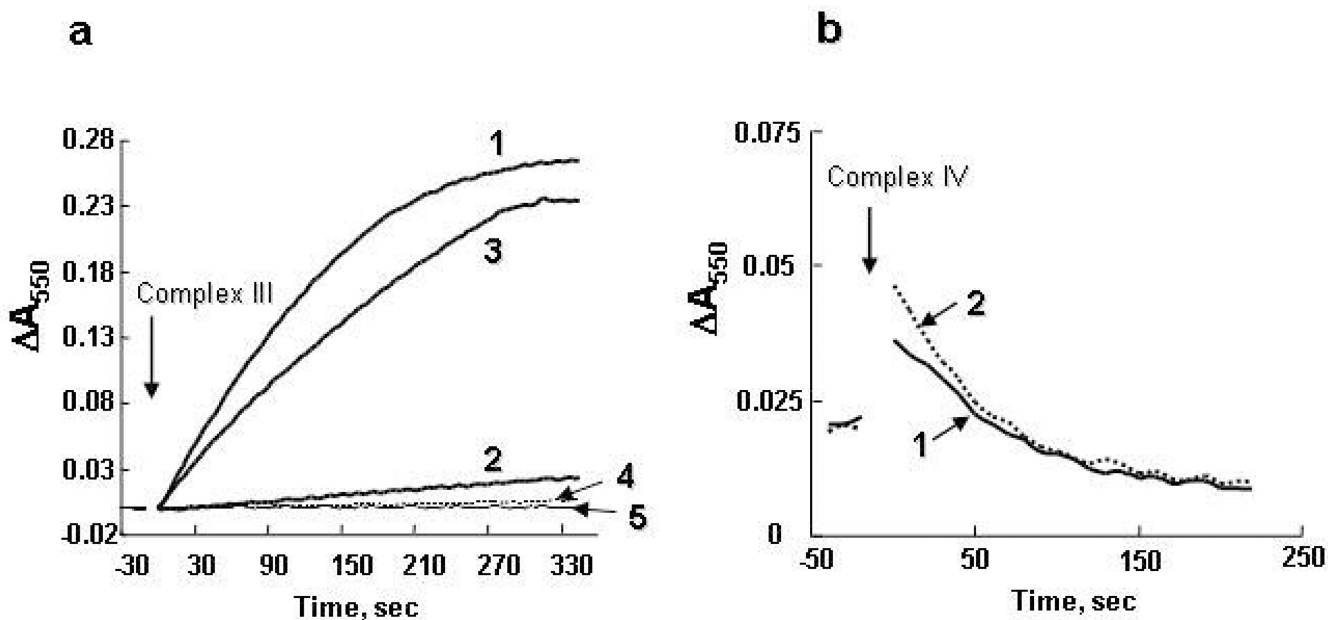 a
ΔA550
0.28
0.23
0.18
0.13
0.08
0.03
-0.02
Complex III
1
3
2
4
5
-30 30 90 150 210 270 330
Time, sec
b
ΔA550
0.075
0.05
0.025
0
Complex IV
2
1
-50 50 150 250
Time, sec